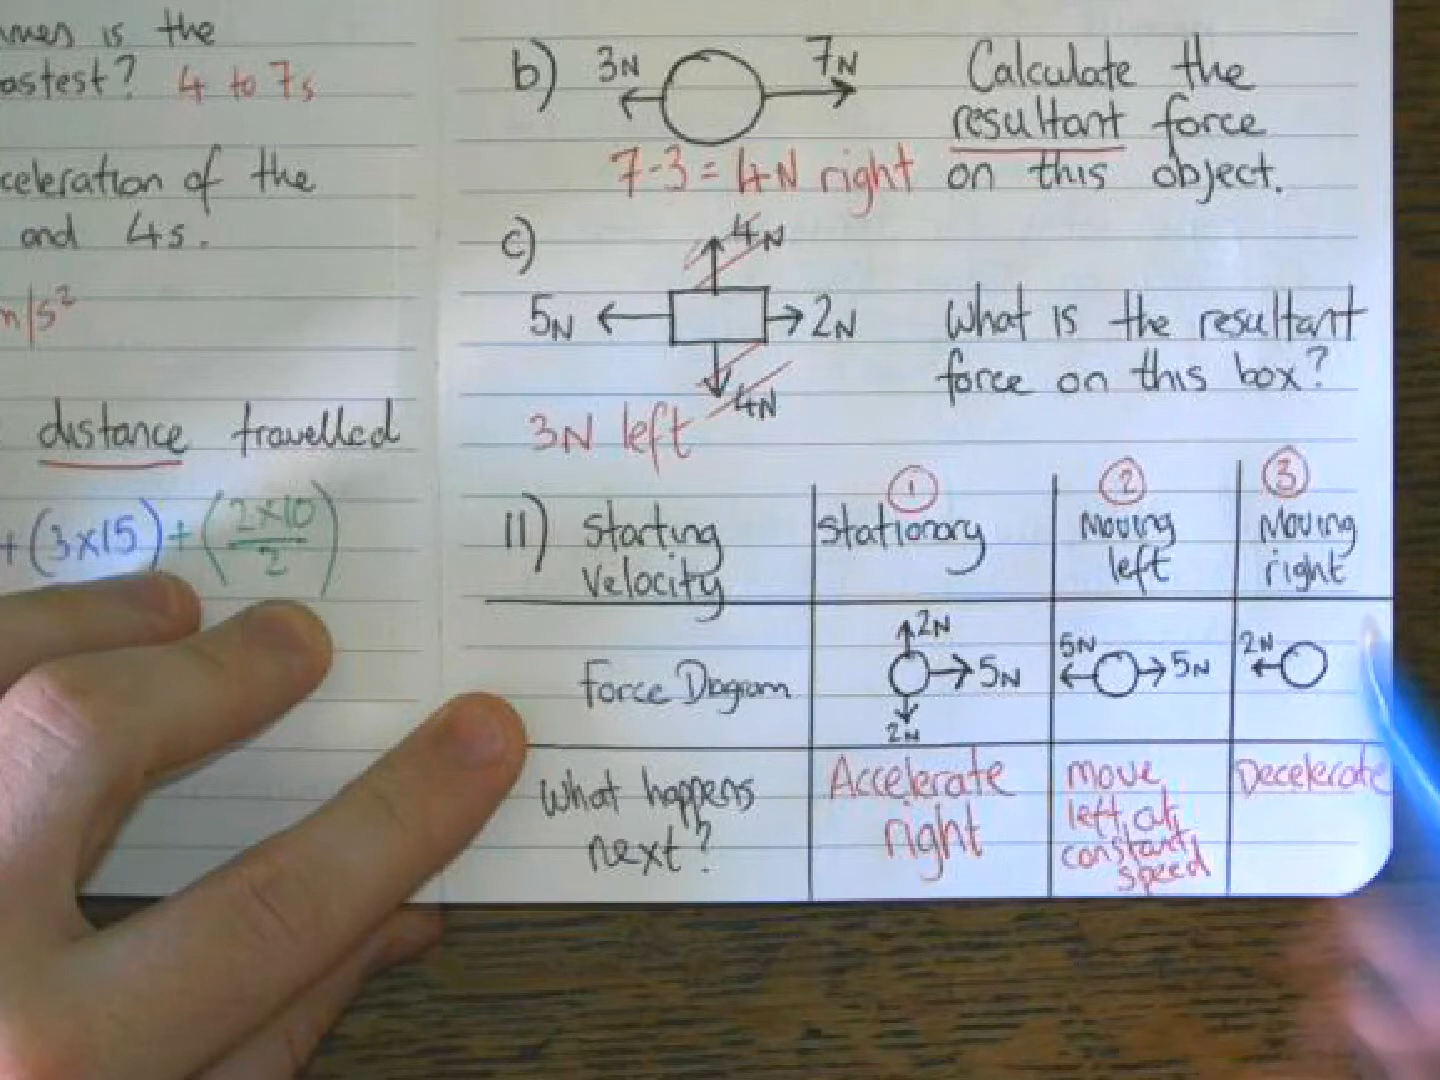 is the
? 4 to 7s
of the
and 4s.
m/s²
distance travelled
+ (3x15) + (2x10/2)
b) 3N 7N Calculate the
resultant force
7-3 = 4N right on this object.
c) 4N
5N 2N What is the resultant
force on this box?
4N
3N left
1 2 3
11) Starting Velocity
Stationary
Moving left
Moving right
Force Diagram
2N
5N
2N
5N 5N
2N
What happens next?
Accelerate right
move left, at, constant, speed
Decelerate